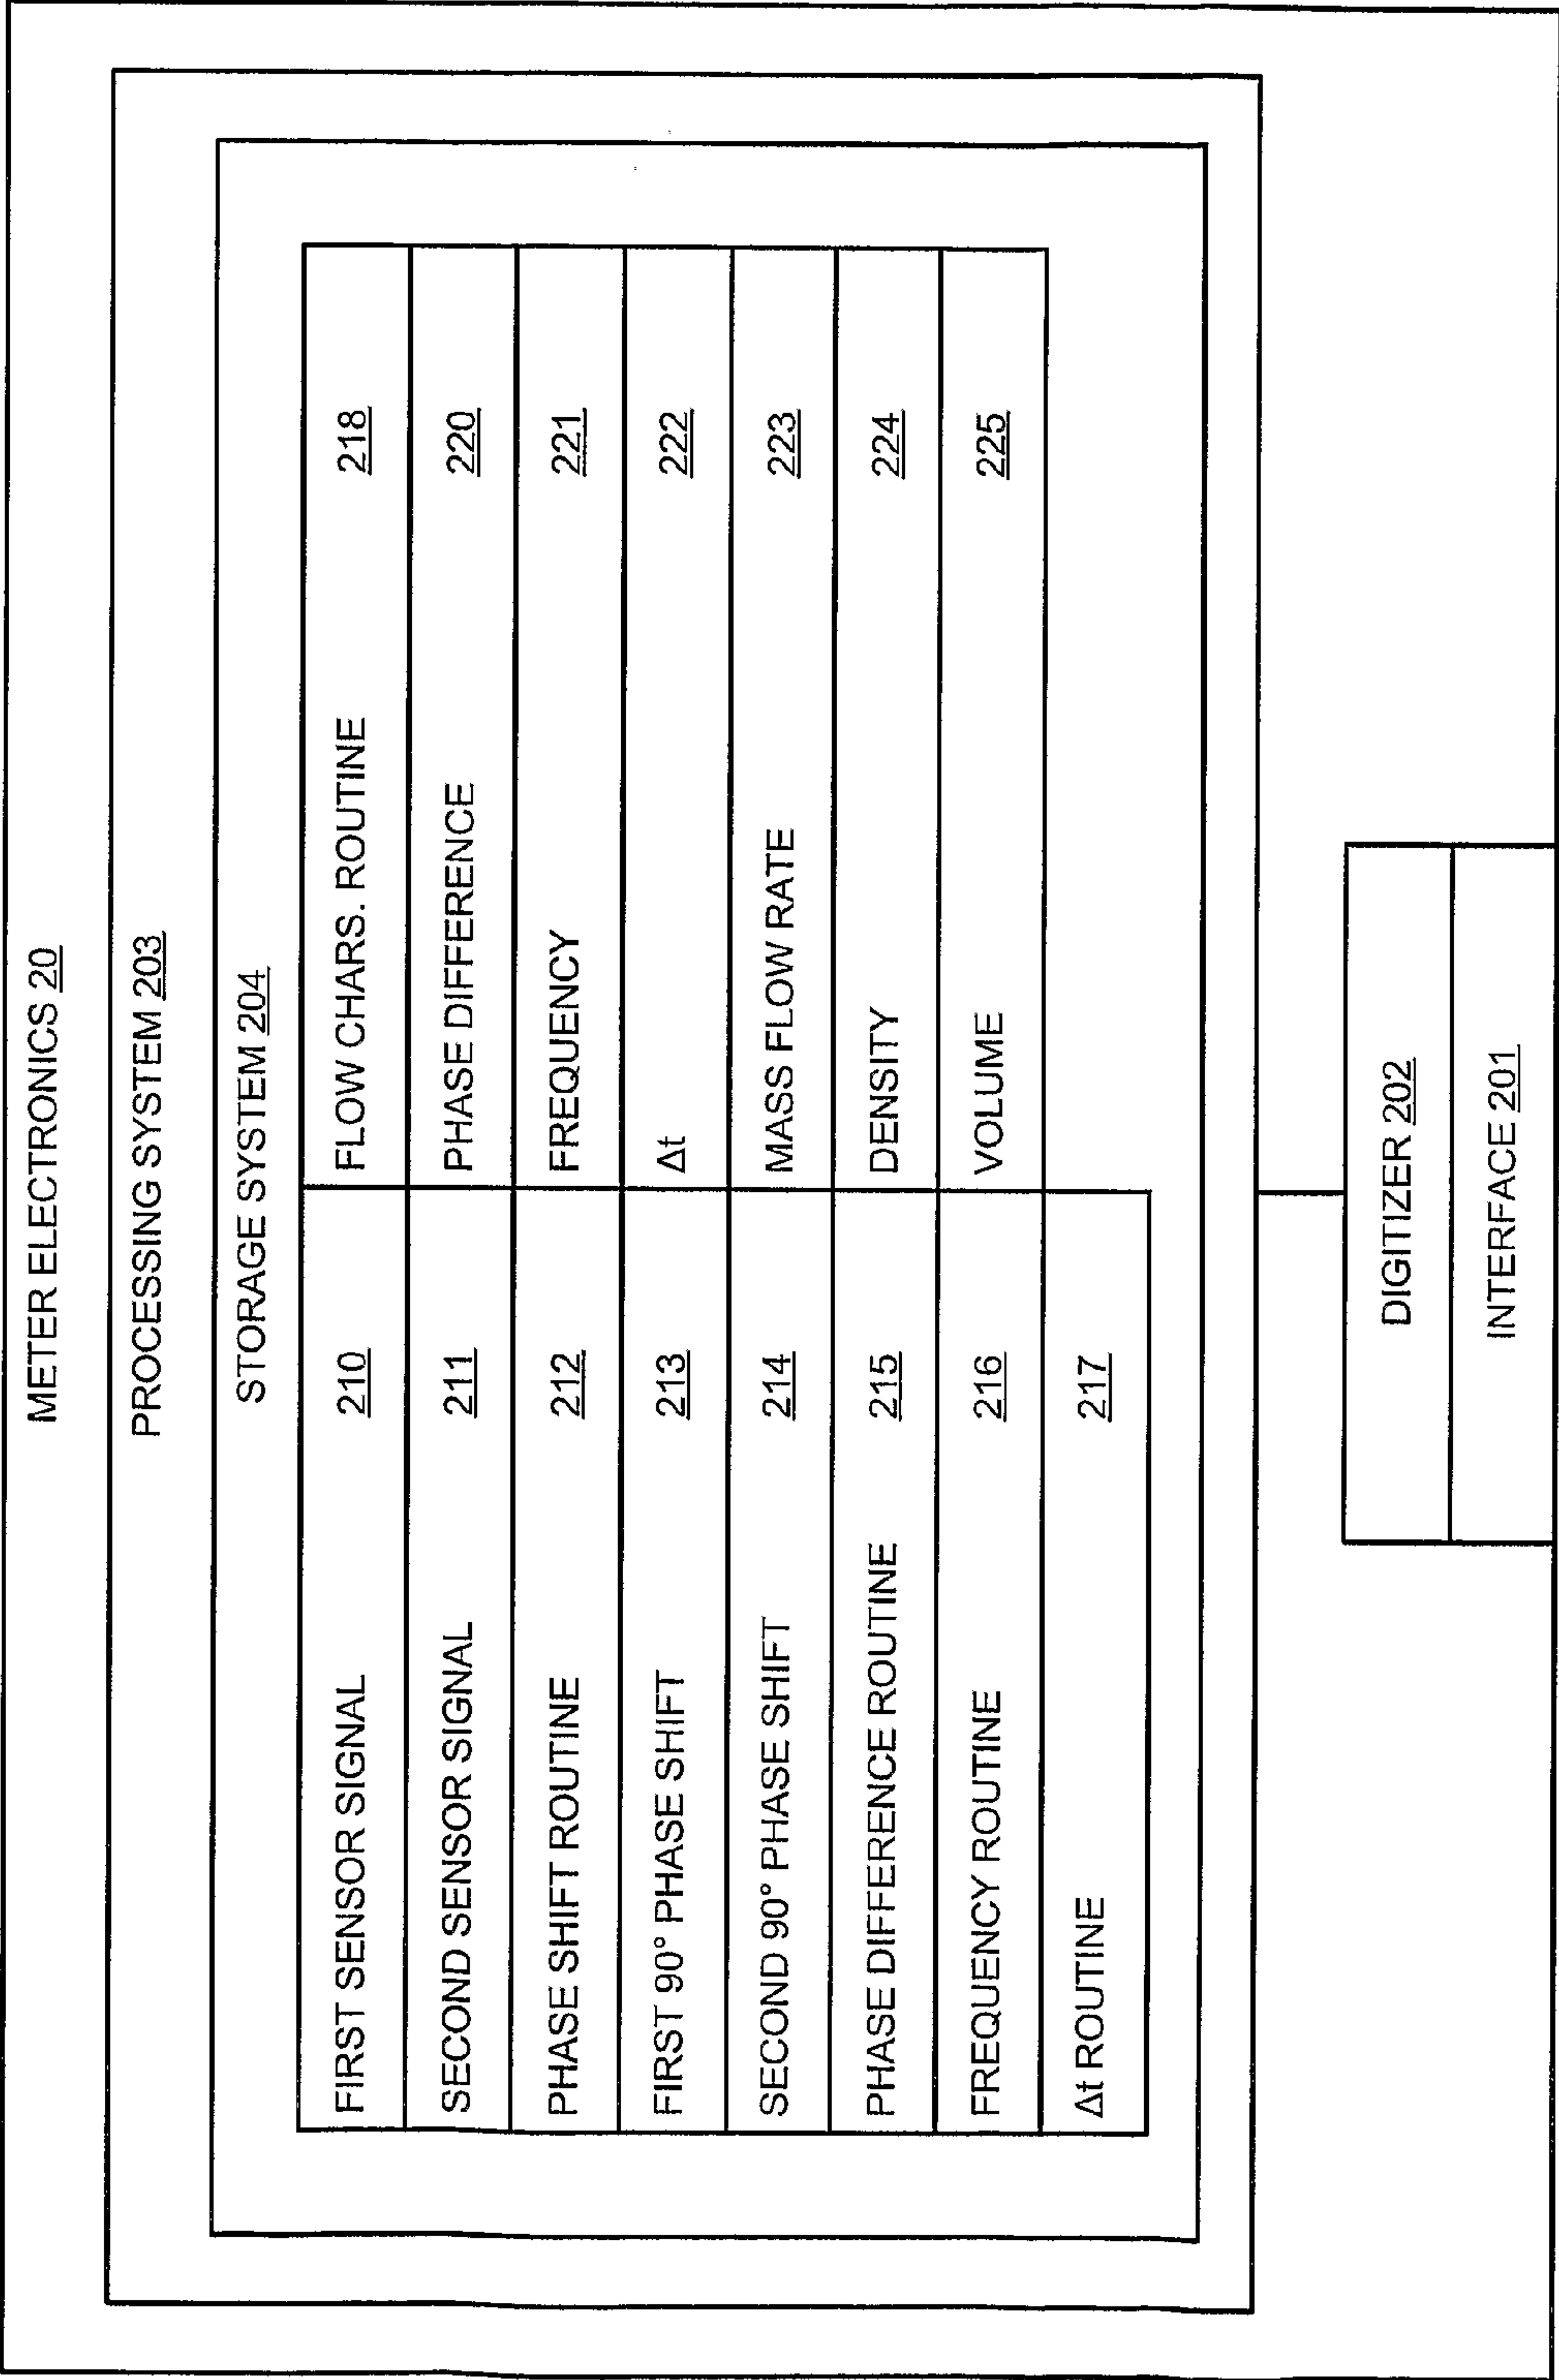 METER ELECTRONICS 20
PROCESSING SYSTEM 203
STORAGE SYSTEM 204
FIRST SENSOR SIGNAL 210
SECOND SENSOR SIGNAL 211
PHASE SHIFT ROUTINE 212
FIRST 90° PHASE SHIFT 213
SECOND 90° PHASE SHIFT 214
PHASE DIFFERENCE ROUTINE 215
FREQUENCY ROUTINE 216
Δt ROUTINE 217
FLOW CHARS. ROUTINE 218
PHASE DIFFERENCE 220
FREQUENCY 221
Δt 222
MASS FLOW RATE 223
DENSITY 224
VOLUME 225
DIGITIZER 202
INTERFACE 201